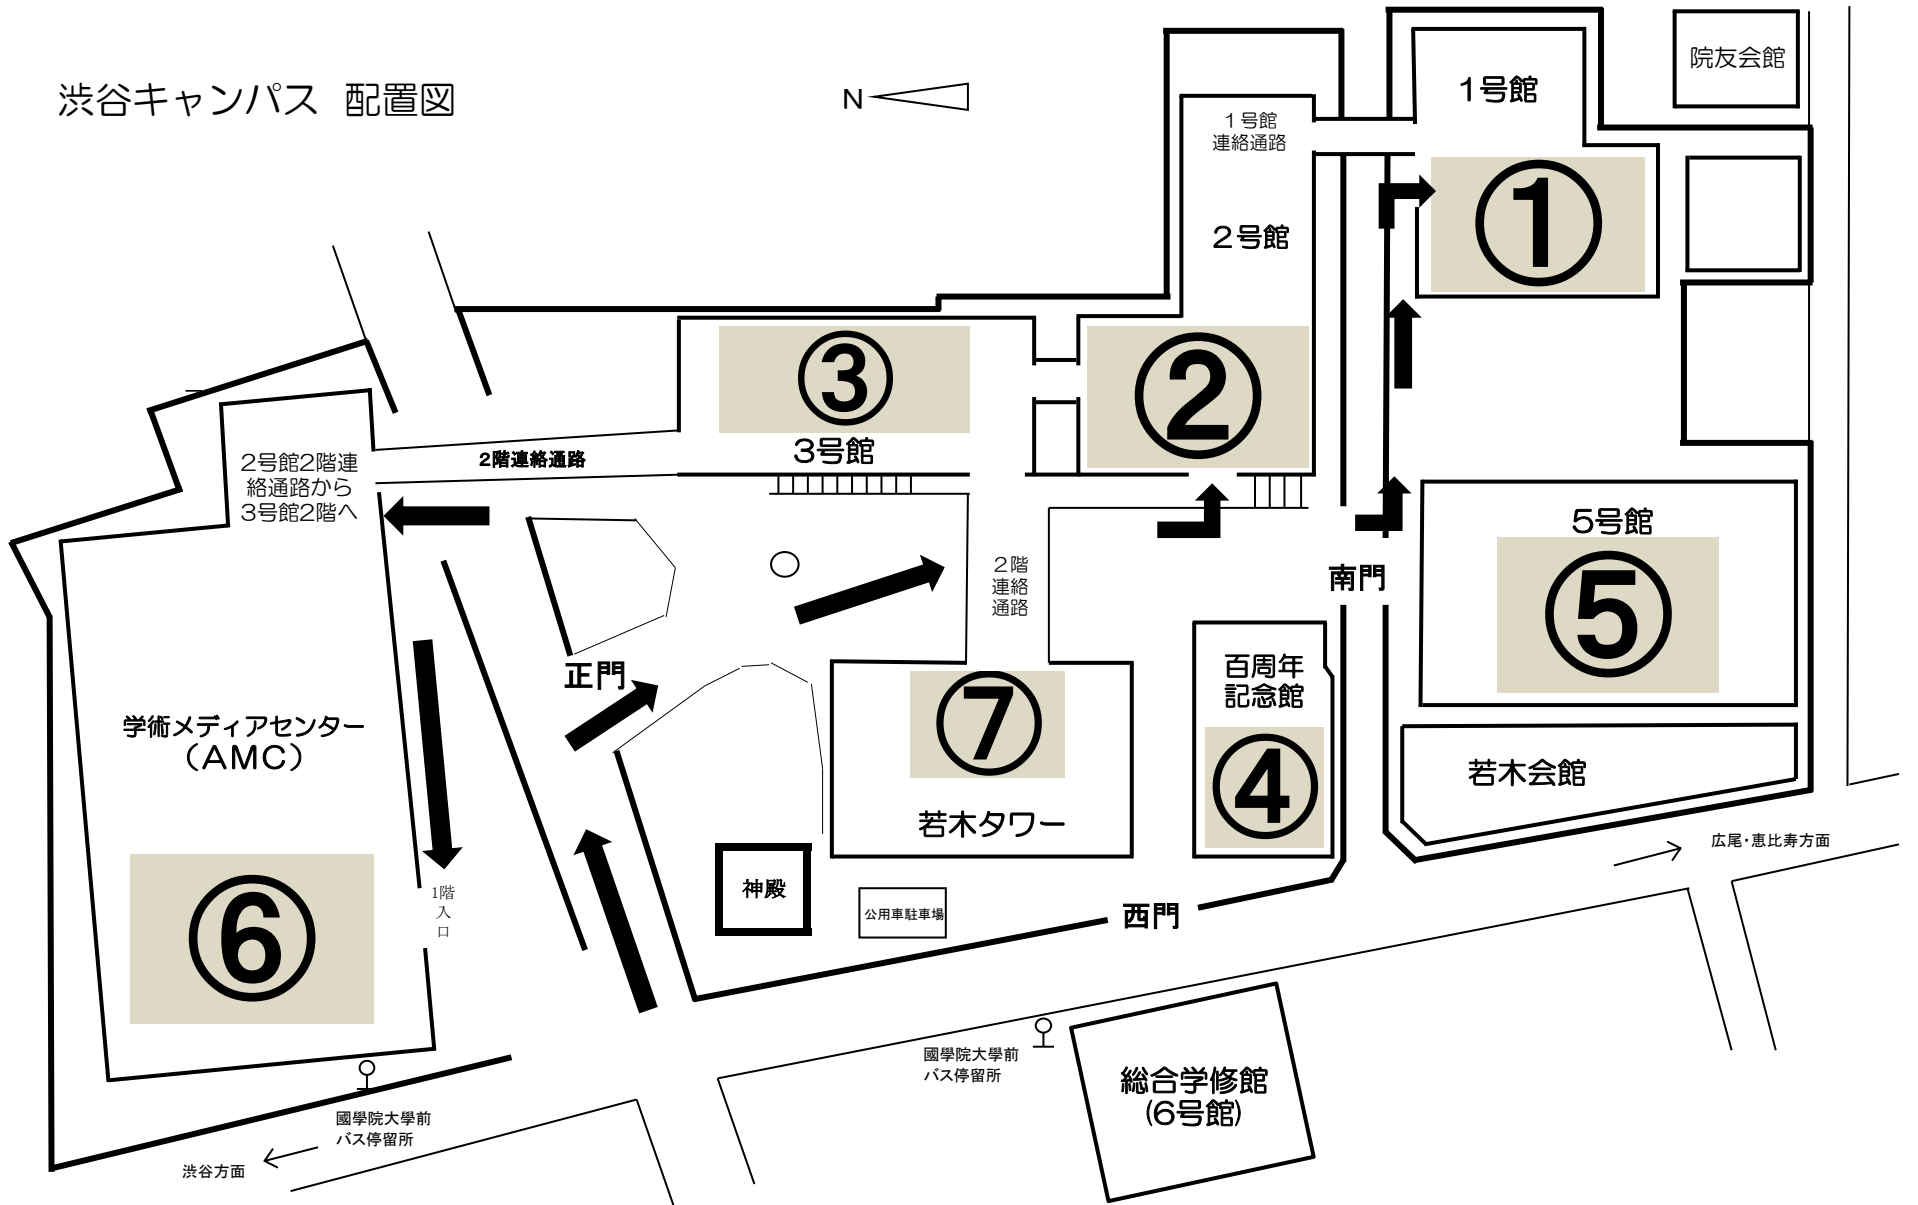 渋谷キャンパス 配置図
N
院友会館
1号館
①
1号館
連絡通路
2号館
②
③
3号館
2階連絡通路
2号館2階連
絡通路から
3号館2階へ
5号館
⑤
南門
2階
連絡
通路
正門
百周年
記念館
④
⑦
若木タワー
学術メディアセンター
(AMC)
⑥
1階
入
口
若木会館
神殿
公用車駐車場
西門
広尾・恵比寿方面
國學院大學前
バス停留所
総合学修館
(6号館)
國學院大學前
バス停留所
渋谷方面